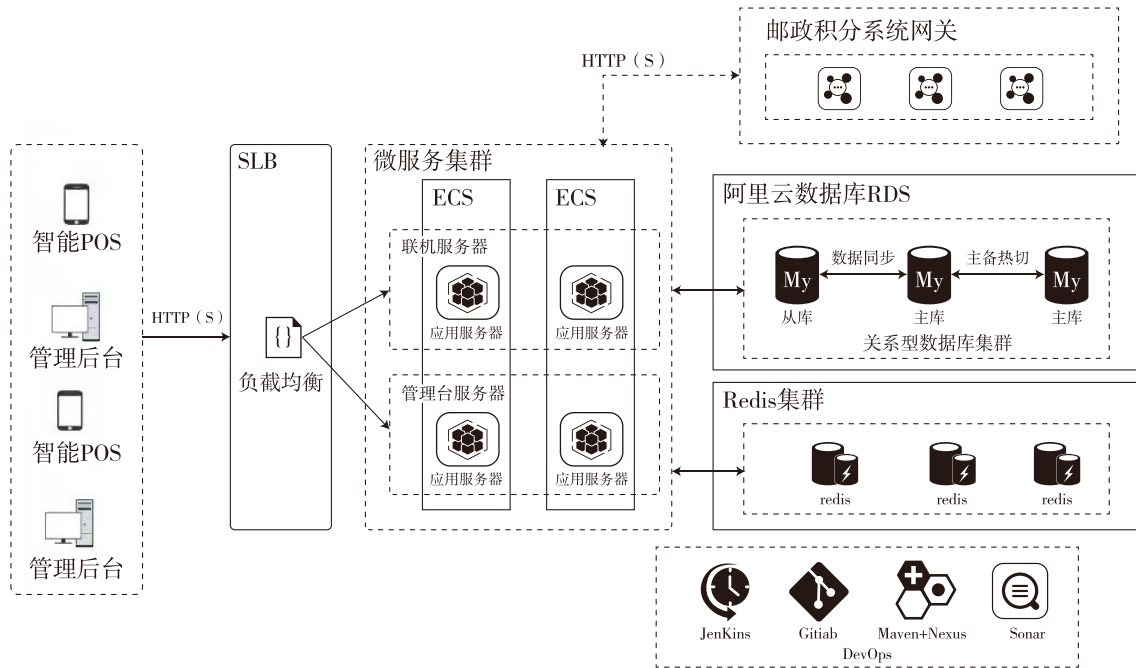 邮政积分系统网关
HTTP（S）
智能POS
管理后台
智能POS
管理后台
HTTP（S）
SLB
{}
负截均衡
微服务集群
ECS
ECS
联机服务器
应用服务器
应用服务器
管理台服务器
应用服务器
应用服务器
阿里云数据库RDS
My
数据同步
My
主备热切
My
从库
主库
主库
关系型数据库集群
Redis集群
redis
redis
redis
JenKins
Gitiab
Maven+Nexus
Sonar
DevOps